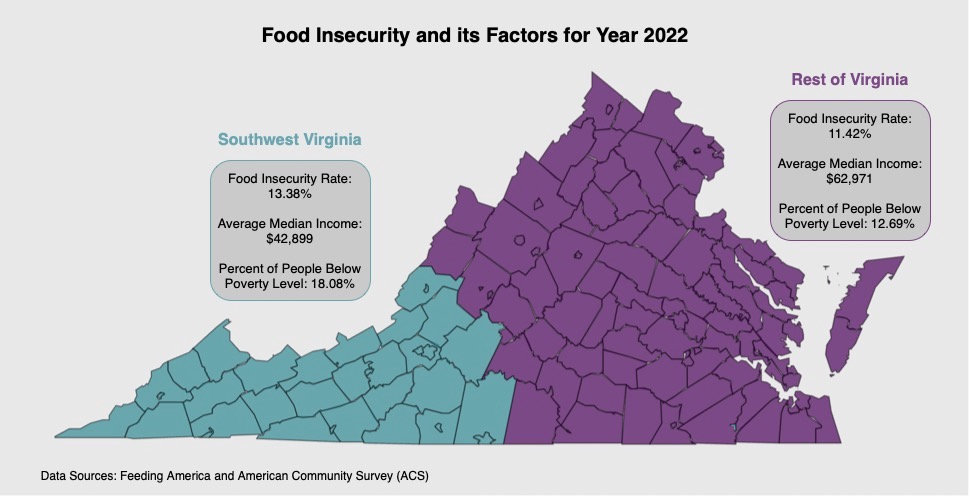 Food Insecurity and its Factors for Year 2022
Rest of Virginia
Food Insecurity Rate:
11.42%
Average Median Income:
$62,971
Percent of People Below
Poverty Level: 12.69%
Southwest Virginia
Food Insecurity Rate:
13.38%
Average Median Income:
$42,899
Percent of People Below
Poverty Level: 18.08%
Data Sources: Feeding America and American Community Survey (ACS)